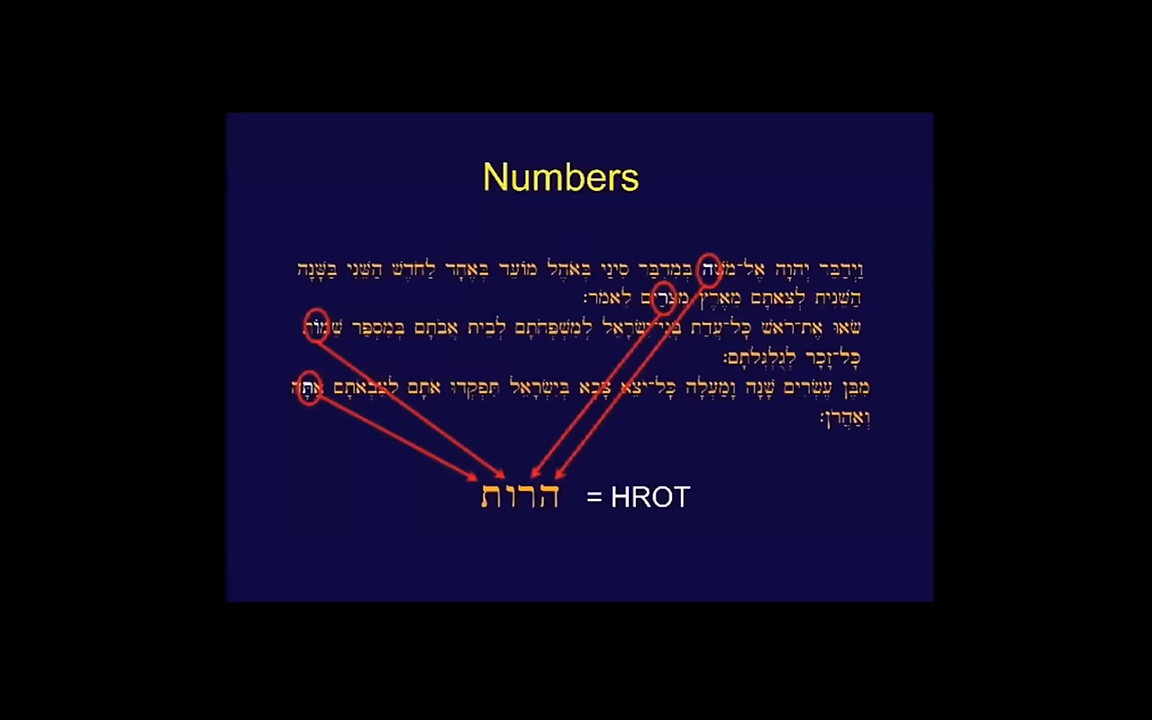 Numbers
וַיְדַבֵּר יְהוָה אֶל־מֹשֶׁה בְּמִדְבַּר סִינַי בְּאֹהֶל מוֹעֵד בְּאֶחָד לַחֹדֶשׁ הַשֵּׁנִי בַּשָּׁנָה
הַשֵּׁנִית לְצֵאתָם מֵאֶרֶץ מִצְרַיִם לֵאמֹר׃
שְׂאוּ אֶת־רֹאשׁ כָּל־עֲדַת בְּנֵי־יִשְׂרָאֵל לְמִשְׁפְּחֹתָם לְבֵית אֲבֹתָם בְּמִסְפַּר שֵׁמוֹת
כָּל־זָכָר לְגֻלְגְּלֹתָם׃
מִבֶּן עֶשְׂרִים שָׁנָה וָמַעְלָה כָּל־יֹצֵא צָבָא בְּיִשְׂרָאֵל תִּפְקְדוּ אֹתָם לְצִבְאֹתָם אַתָּה
וְאַהֲרֹן׃
הרות = HROT